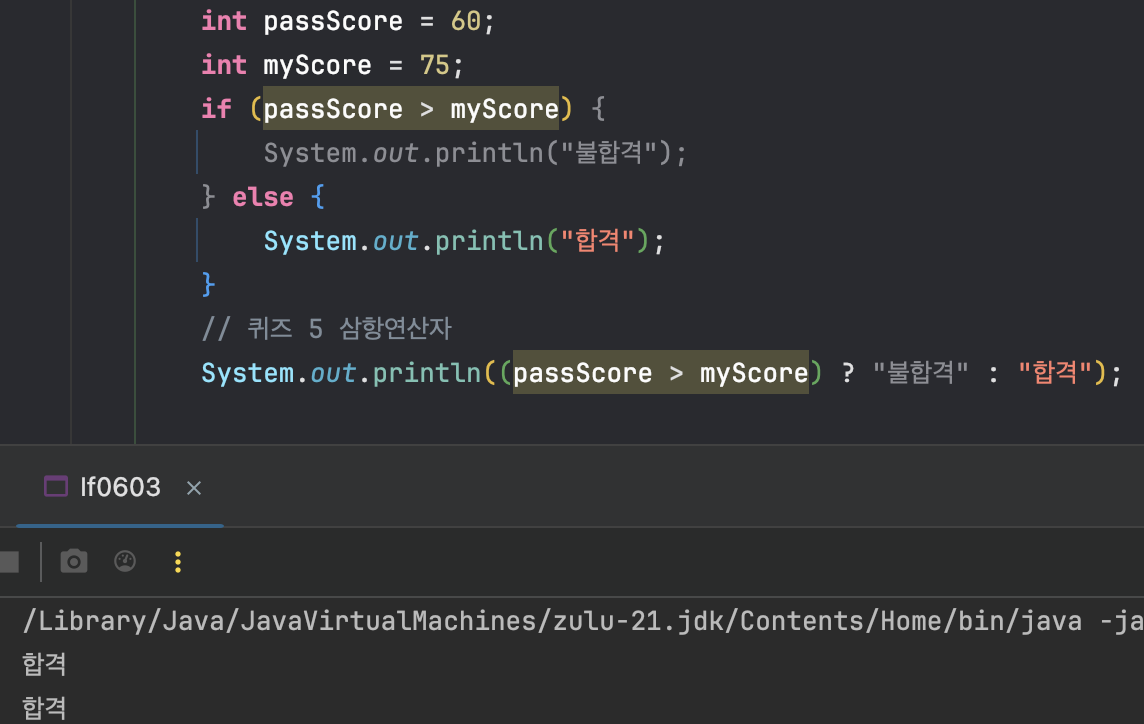 int passScore = 60;
int myScore = 75;
if (passScore > myScore) {
System.out.println("불합격");
} else {
System.out.println("합격");
}
// 퀴즈 5 삼항연산자
System.out.println((passScore > myScore) ? "불합격" : "합격");
If0603
/Library/Java/JavaVirtualMachines/zulu-21.jdk/Contents/Home/bin/java -ja
합격
합격